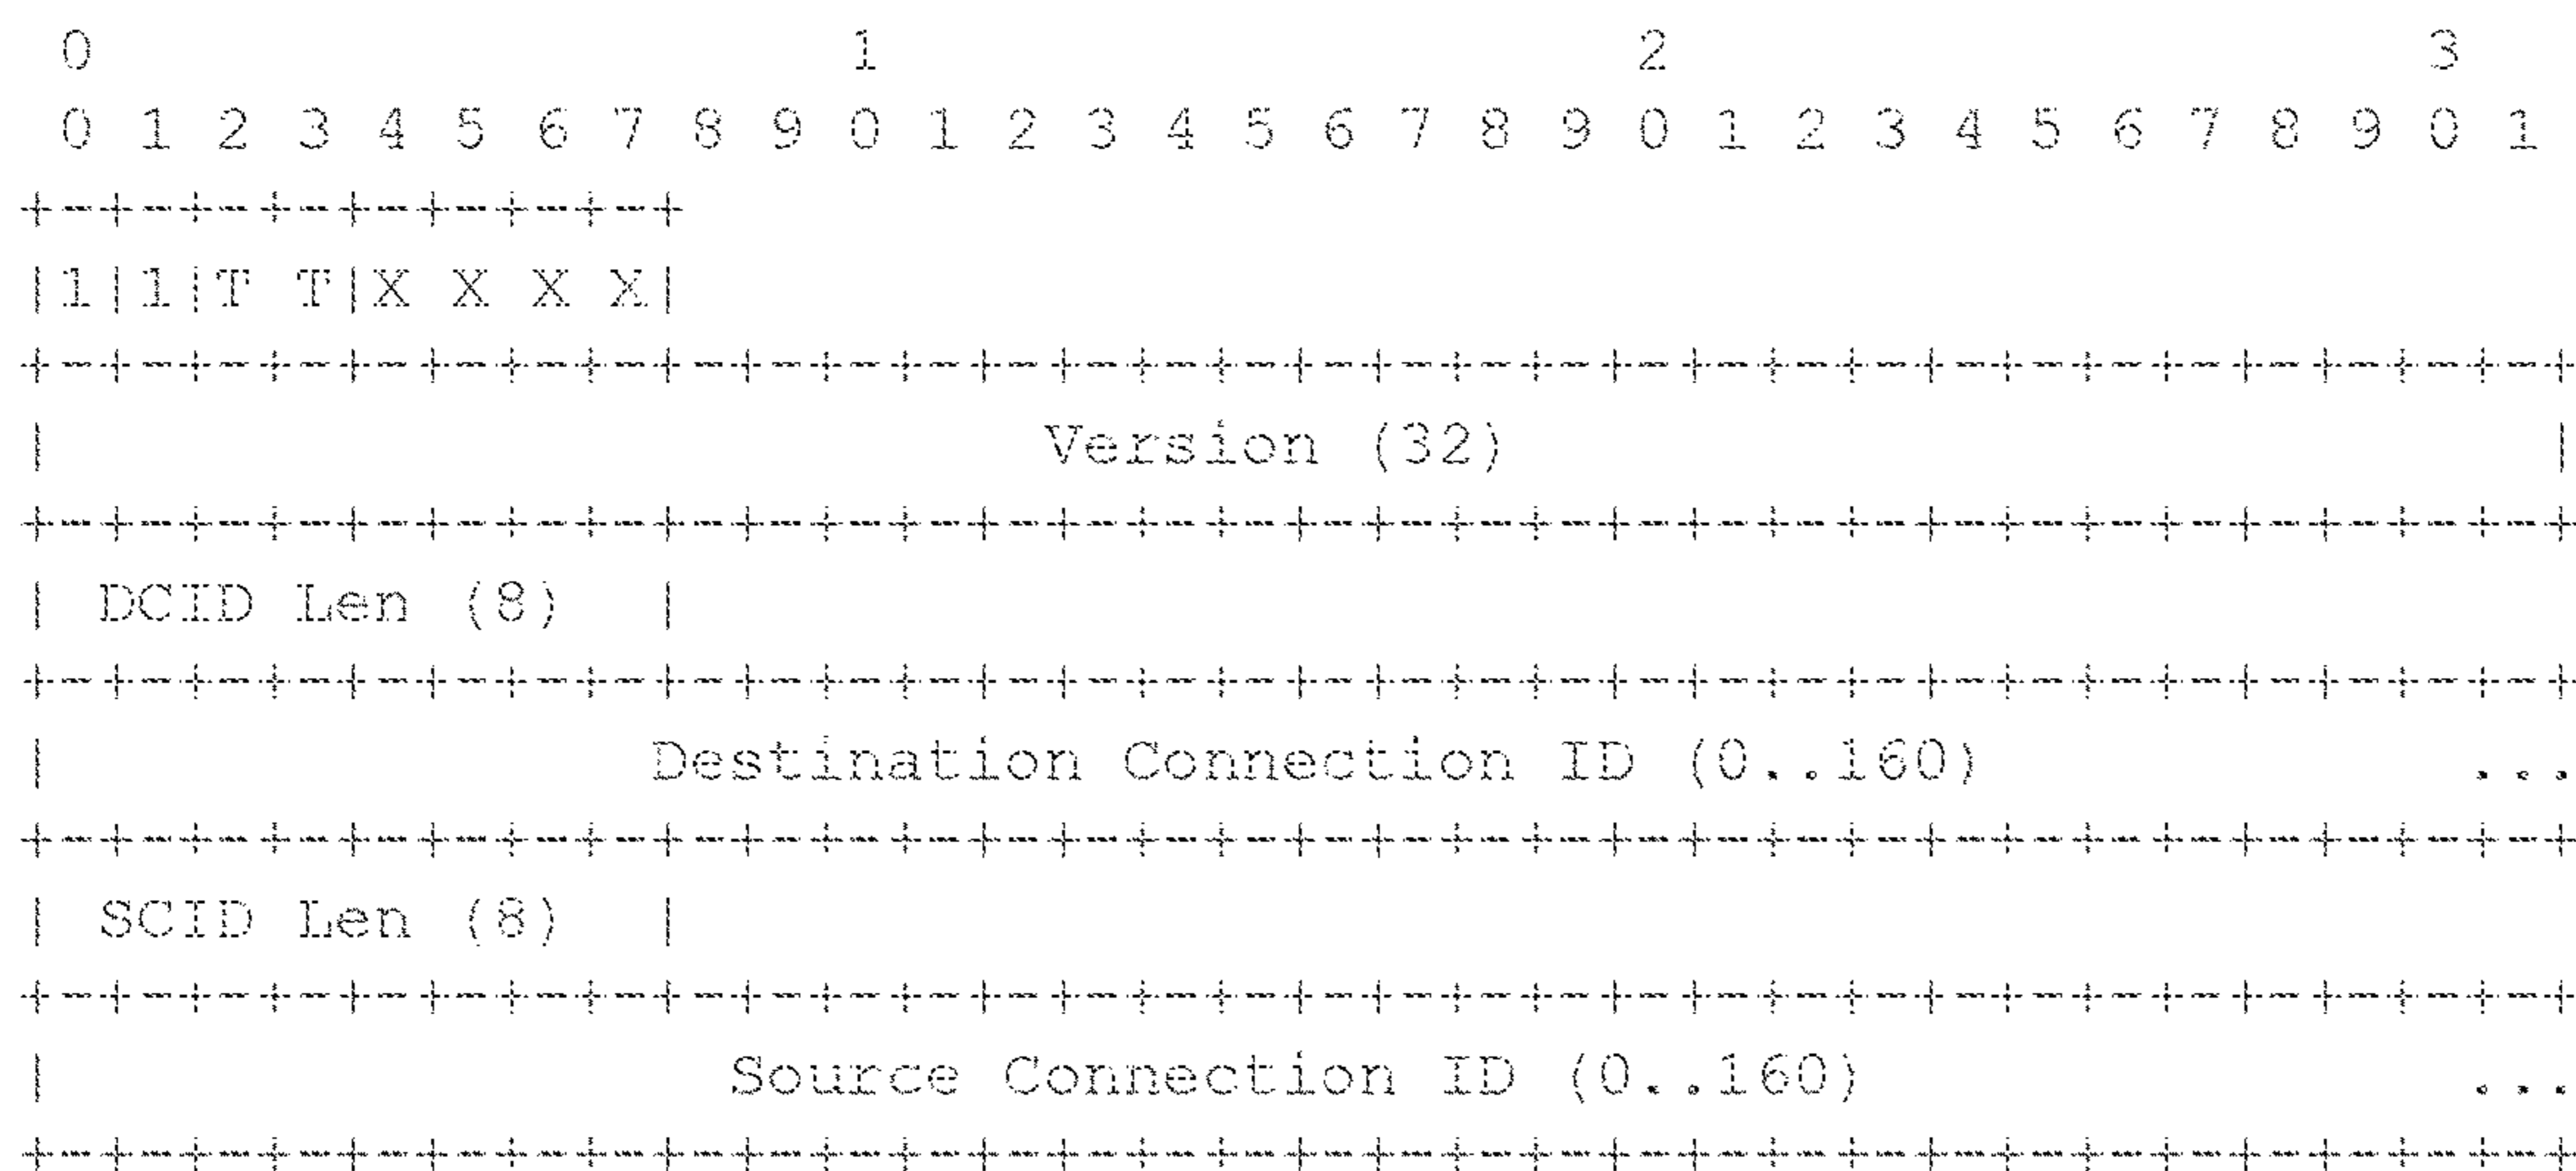 0                   1                   2                   3
 0 1 2 3 4 5 6 7 8 9 0 1 2 3 4 5 6 7 8 9 0 1 2 3 4 5 6 7 8 9 0 1
+-+-+-+-+-+-+-+-+
|1|1|T T|X X X X|
+-+-+-+-+-+-+-+-+-+-+-+-+-+-+-+-+-+-+-+-+-+-+-+-+-+-+-+-+-+-+-+-+
|                         Version (32)                          |
+-+-+-+-+-+-+-+-+-+-+-+-+-+-+-+-+-+-+-+-+-+-+-+-+-+-+-+-+-+-+-+-+
| DCID Len (8)  |
+-+-+-+-+-+-+-+-+-+-+-+-+-+-+-+-+-+-+-+-+-+-+-+-+-+-+-+-+-+-+-+-+
|               Destination Connection ID (0..160)            ...
+-+-+-+-+-+-+-+-+-+-+-+-+-+-+-+-+-+-+-+-+-+-+-+-+-+-+-+-+-+-+-+-+
| SCID Len (8)  |
+-+-+-+-+-+-+-+-+-+-+-+-+-+-+-+-+-+-+-+-+-+-+-+-+-+-+-+-+-+-+-+-+
|                 Source Connection ID (0..160)               ...
+-+-+-+-+-+-+-+-+-+-+-+-+-+-+-+-+-+-+-+-+-+-+-+-+-+-+-+-+-+-+-+-+